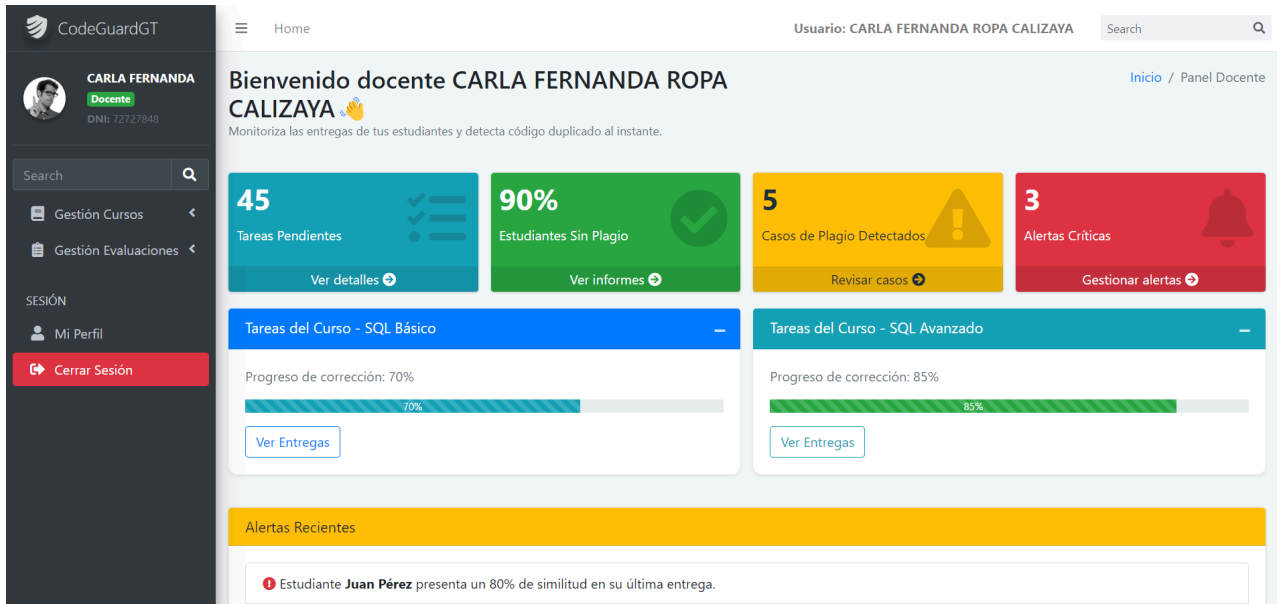 CodeGuardGT
Home
Usuario: CARLA FERNANDA ROPA CALIZAYA
Search
CARLA FERNANDA
Docente
DNI: 72727848
Search
Gestión Cursos
Gestión Evaluaciones
SESIÓN
Mi Perfil
Cerrar Sesión
Bienvenido docente CARLA FERNANDA ROPA
CALIZAYA 👋
Monitoriza las entregas de tus estudiantes y detecta código duplicado al instante.
Inicio / Panel Docente
45
Tareas Pendientes
Ver detalles
90%
Estudiantes Sin Plagio
Ver informes
5
Casos de Plagio Detectados
Revisar casos
3
Alertas Críticas
Gestionar alertas
Tareas del Curso - SQL Básico
Progreso de corrección: 70%
70%
Ver Entregas
Tareas del Curso - SQL Avanzado
Progreso de corrección: 85%
85%
Ver Entregas
Alertas Recientes
Estudiante Juan Pérez presenta un 80% de similitud en su última entrega.